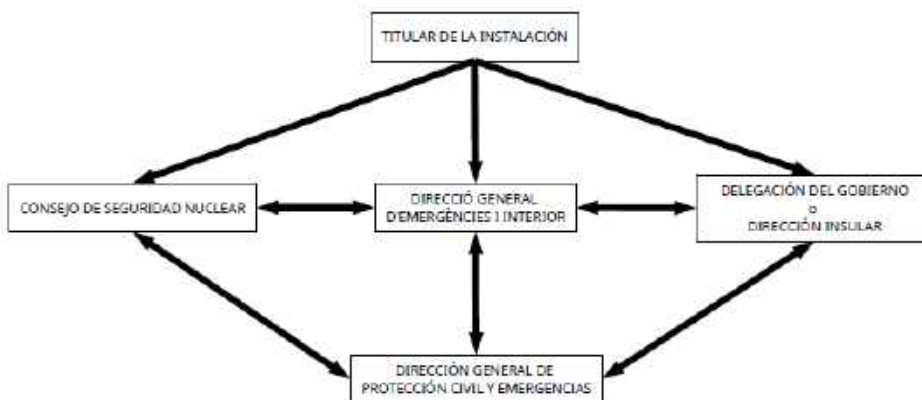 TITULAR DE LA INSTALACIÓN
CONSEJO DE SEGURIDAD NUCLEAR
DIRECCIÓ GENERAL
D'EMERGÈNCIES I INTERIOR
DELEGACIÓN DEL GOBIERNO
o
DIRECCIÓN INSULAR
DIRECCIÓN GENERAL DE
PROTECCIÓN CIVIL Y EMERGENCIAS